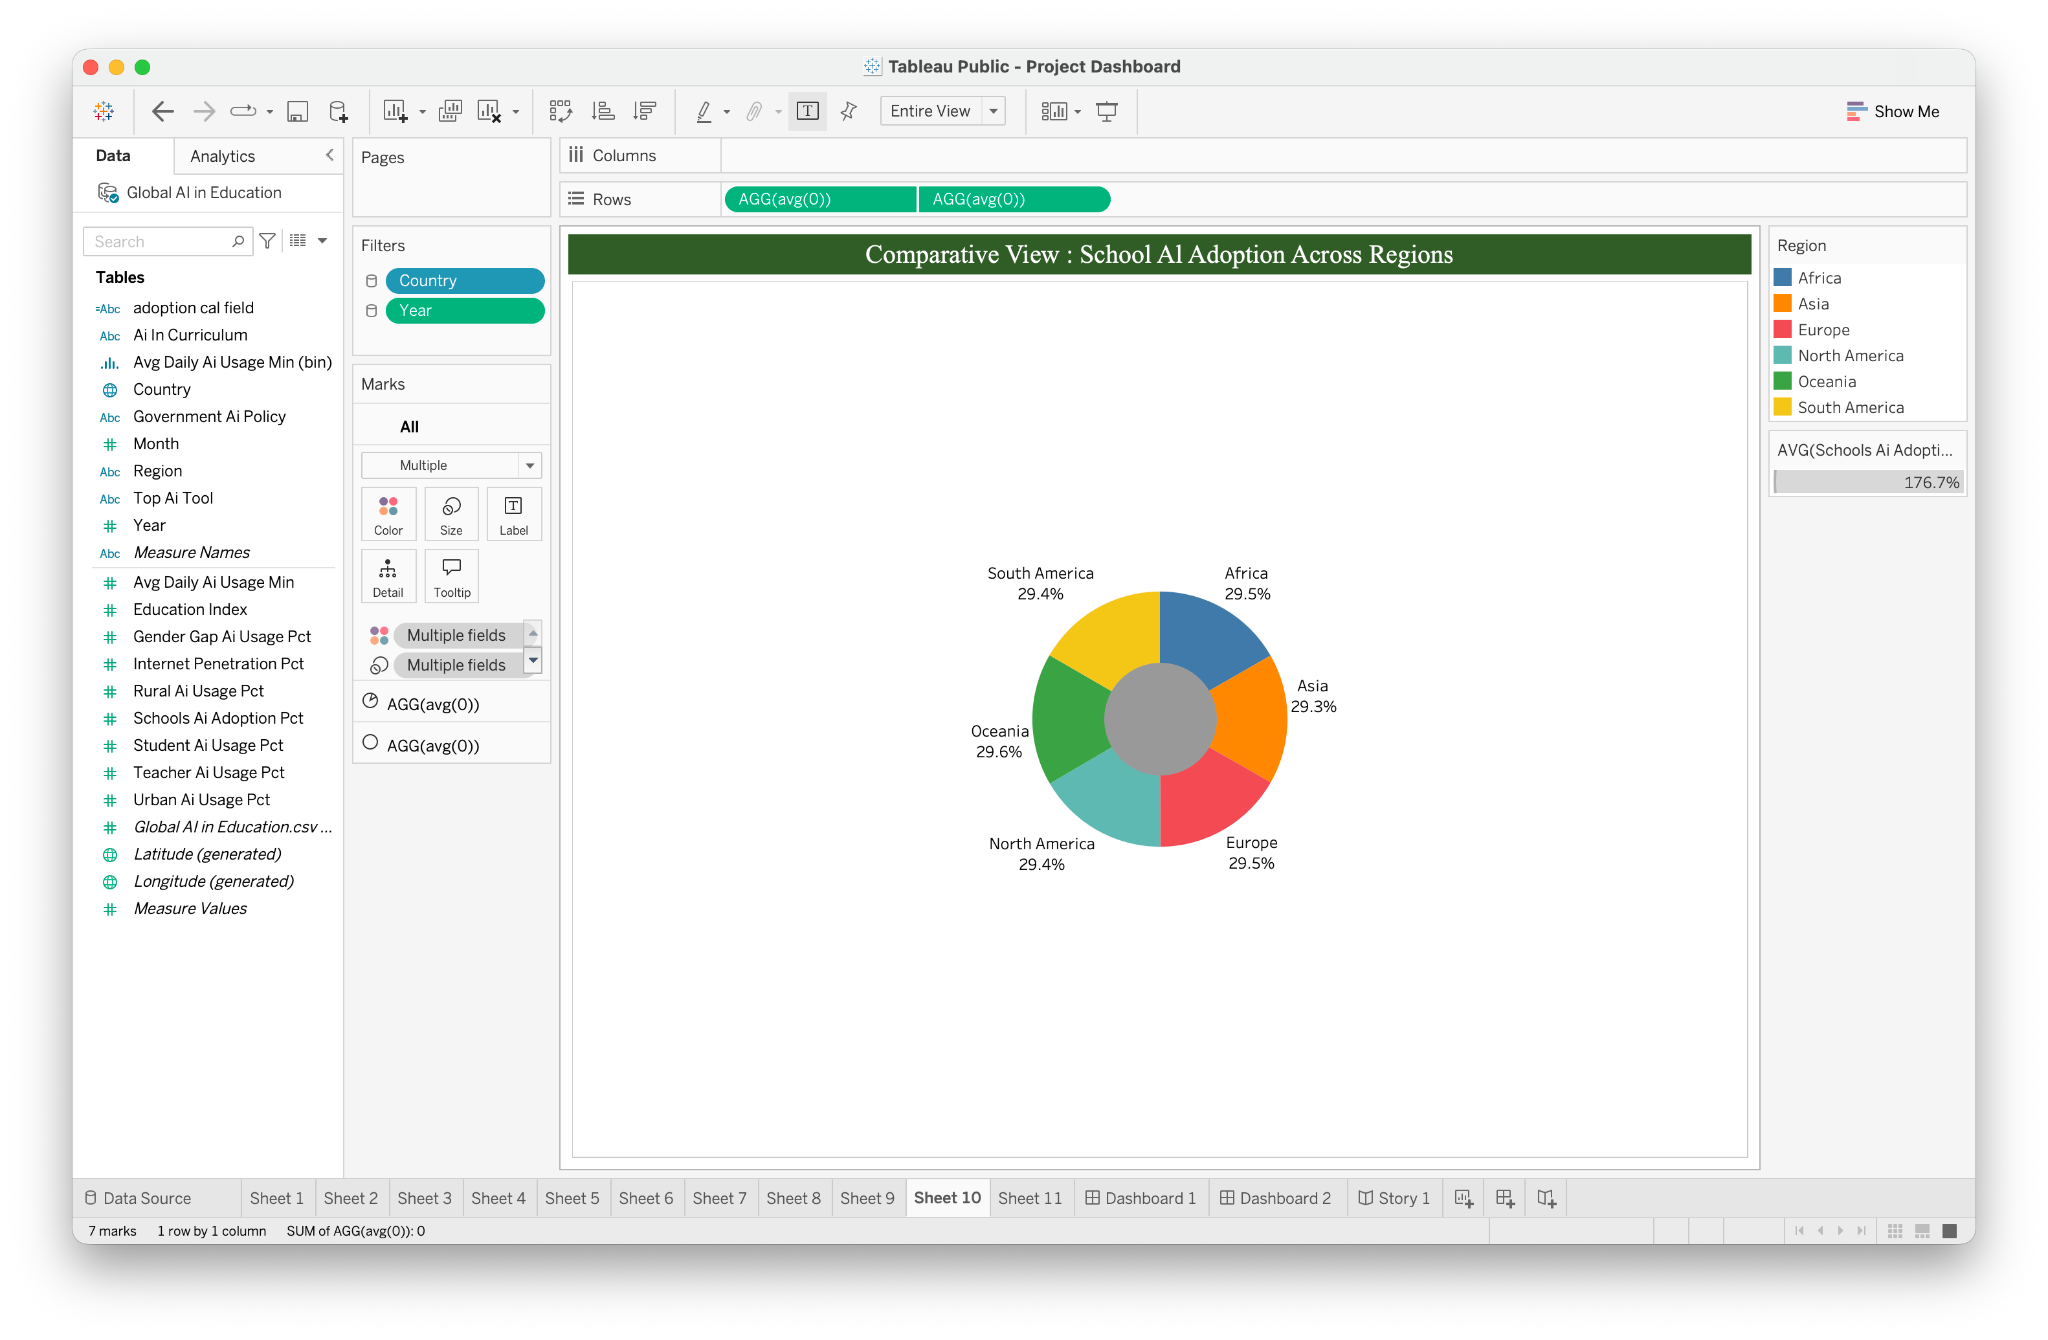 Tableau Public - Project Dashboard
Entire View
Show Me
Data
Analytics
Global AI in Education
Search
Tables
=Abc adoption cal field
Abc Ai In Curriculum
Avg Daily Ai Usage Min (bin)
Country
Abc Government Ai Policy
Month
Abc Region
Abc Top Ai Tool
Year
Abc Measure Names
Avg Daily Ai Usage Min
Education Index
Gender Gap Ai Usage Pct
Internet Penetration Pct
Rural Ai Usage Pct
Schools Ai Adoption Pct
Student Ai Usage Pct
Teacher Ai Usage Pct
Urban Ai Usage Pct
Global AI in Education.csv ...
Latitude (generated)
Longitude (generated)
Measure Values
Pages
Filters
Country
Year
Marks
All
Multiple
Color
Size
Label
Detail
Tooltip
Multiple fields
Multiple fields
AGG(avg(0))
AGG(avg(0))
Columns
Rows
AGG(avg(0))
AGG(avg(0))
Comparative View : School Al Adoption Across Regions
South America
29.4%
Africa
29.5%
Asia
29.3%
Oceania
29.6%
North America
29.4%
Europe
29.5%
Region
Africa
Asia
Europe
North America
Oceania
South America
AVG(Schools Ai Adopti...
176.7%
Data Source
Sheet 1
Sheet 2
Sheet 3
Sheet 4
Sheet 5
Sheet 6
Sheet 7
Sheet 8
Sheet 9
Sheet 10
Sheet 11
Dashboard 1
Dashboard 2
Story 1
7 marks
1 row by 1 column
SUM of AGG(avg(0)): 0